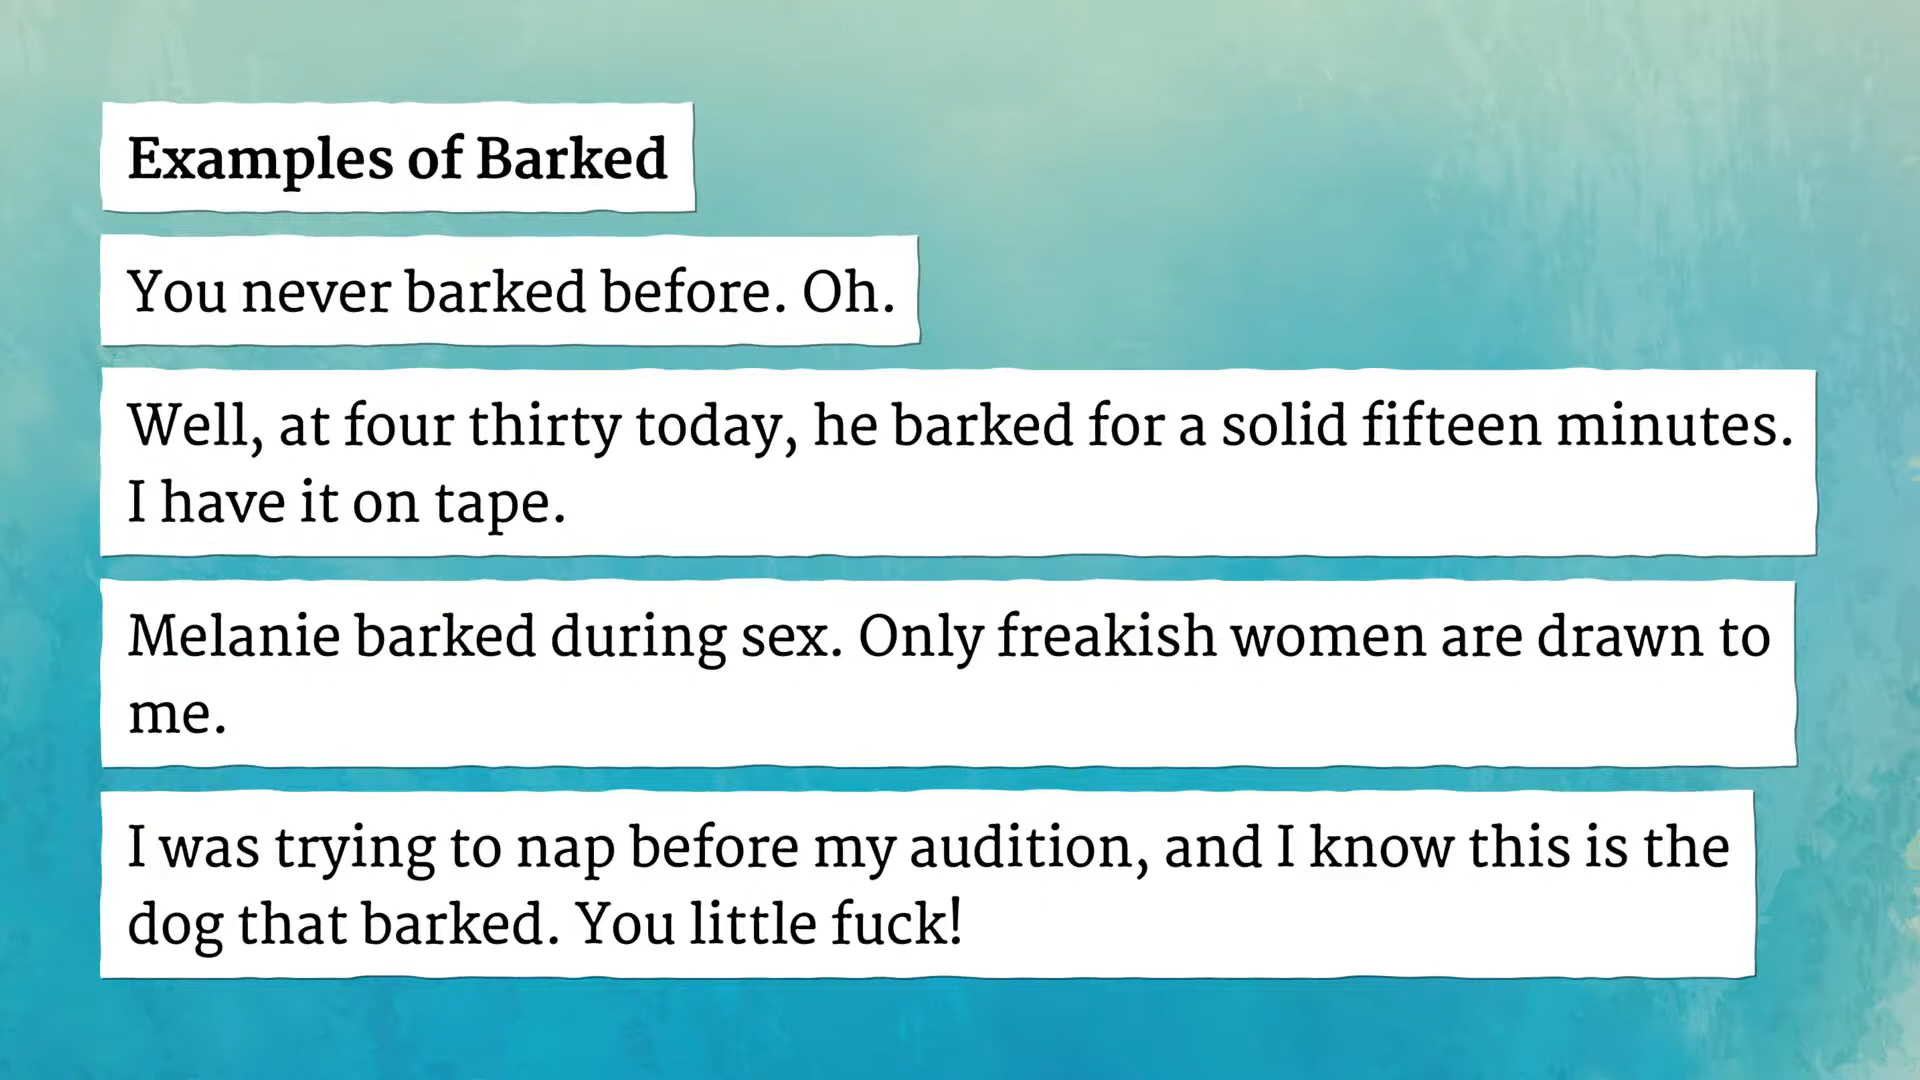 Examples of Barked
You never barked before. Oh.
Well, at four thirty today, he barked for a solid fifteen minutes.
I have it on tape.
Melanie barked during sex. Only freakish women are drawn to
me.
I was trying to nap before my audition, and I know this is the
dog that barked. You little fuck!